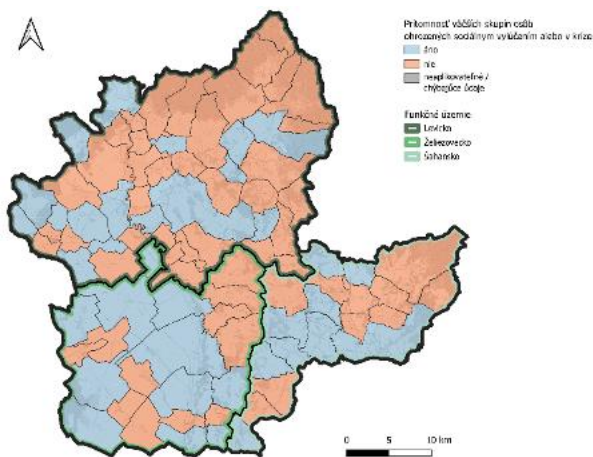 Prítomnosť väčších skupín osôb
ohrozených sociálnym vylúčením alebo v kríze
áno
nie
neaplikovateľné /
chýbajúce údaje
Funkčné územie
Levicko
Želiezovecko
Šahansko
0 5 10 km